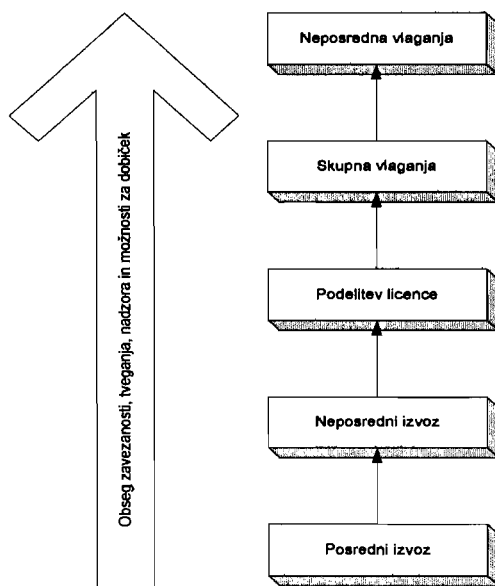 Neposredna vlaganja
Skupna vlaganja
Podelitev licence
Neposredni izvoz
Posredni izvoz
Obseg zavezanosti, tveganja, nadzora in možnosti za dobiček